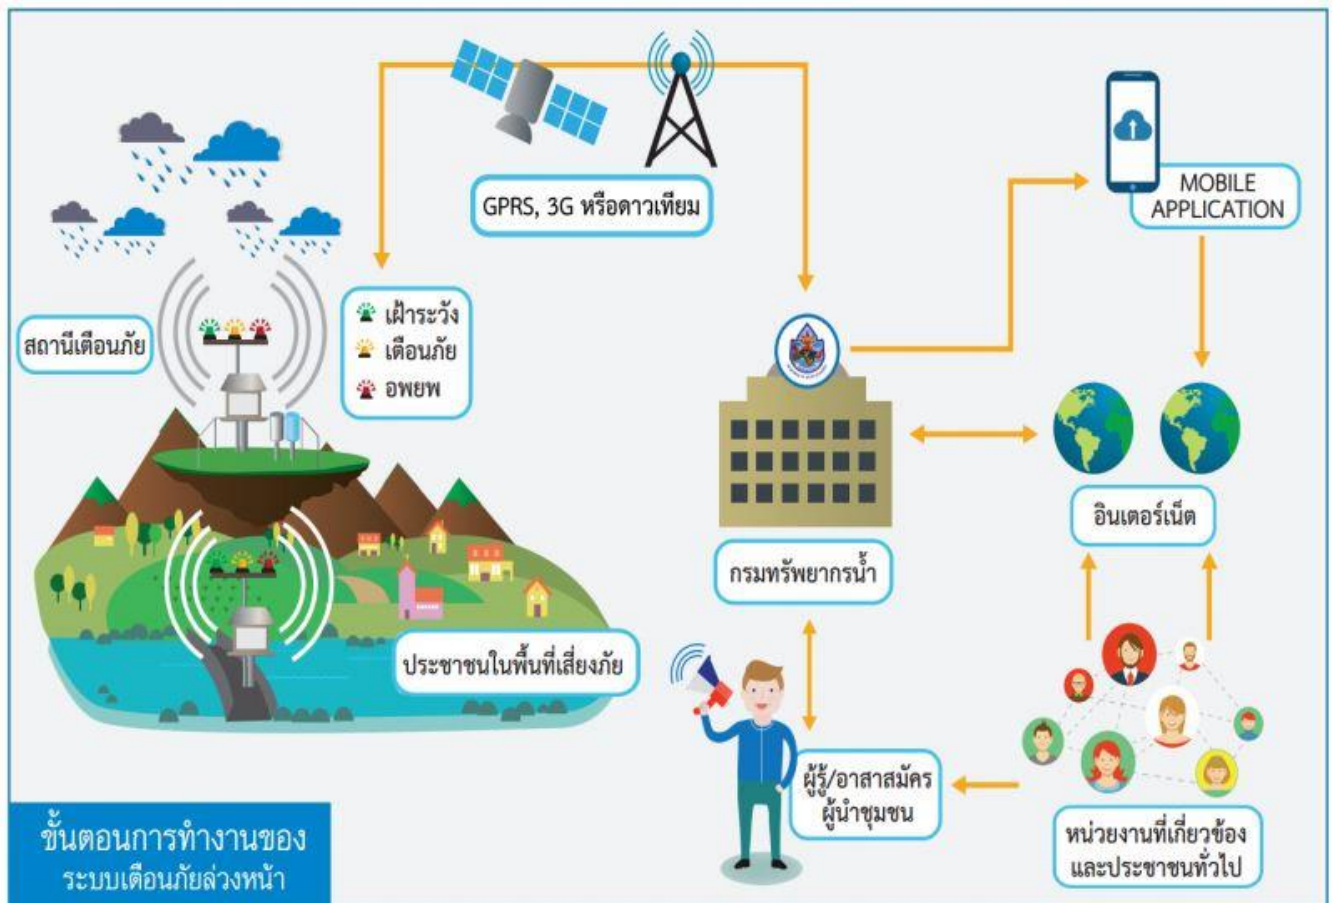 GPRS, 3G หรือดาวเทียม
MOBILE
APPLICATION
สถานีเตือนภัย
เฝ้าระวัง
เตือนภัย
อพยพ
อินเตอร์เน็ต
กรมทรัพยากรน้ำ
ประชาชนในพื้นที่เสี่ยงภัย
ผู้รู้/อาสาสมัคร
ผู้นำชุมชน
หน่วยงานที่เกี่ยวข้อง
และประชาชนทั่วไป
ขั้นตอนการทำงานของ
ระบบเตือนภัยล่วงหน้า